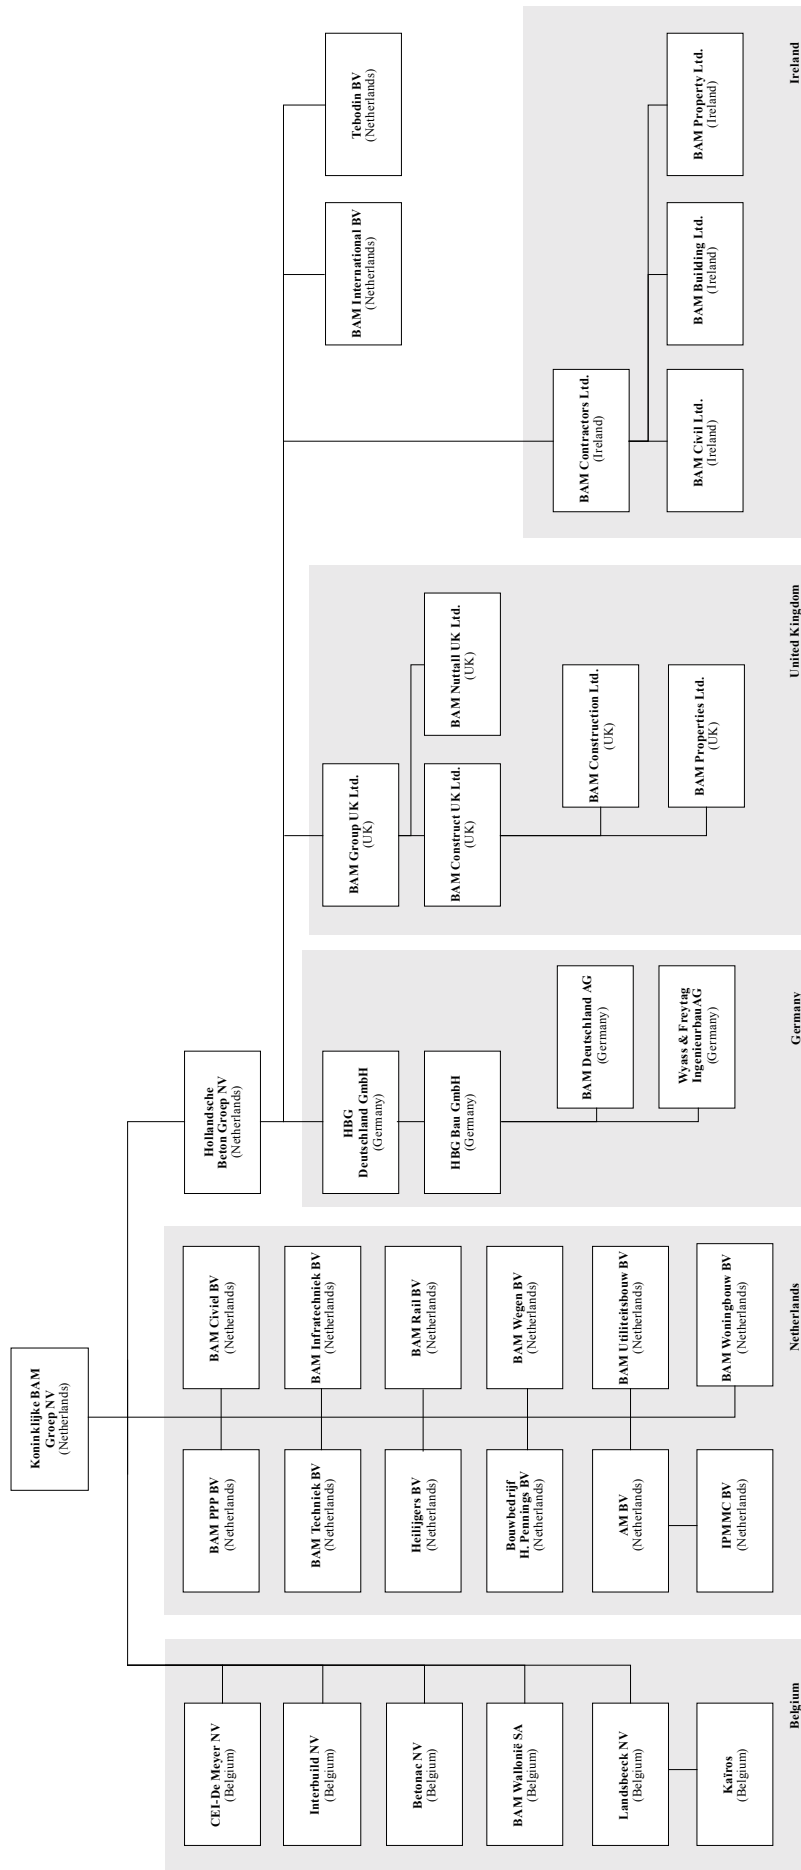 Koninklijke BAM
Groep NV
(Netherlands)
Hollandsche
Beton Groep NV
(Netherlands)
CEI-De Meyer NV
(Belgium)
Interbuild NV
(Belgium)
Betonac NV
(Belgium)
BAM Wallonië SA
(Belgium)
Landsbeeck NV
(Belgium)
Kaïros
(Belgium)
Belgium
BAM PPP BV
(Netherlands)
BAM Civiel BV
(Netherlands)
BAM Techniek BV
(Netherlands)
BAM Infratechniek BV
(Netherlands)
Heilijgers BV
(Netherlands)
BAM Rail BV
(Netherlands)
Bouwbedrijf
H. Pennings BV
(Netherlands)
BAM Wegen BV
(Netherlands)
AM BV
(Netherlands)
BAM Utiliteitsbouw BV
(Netherlands)
IPMMC BV
(Netherlands)
BAM Woningbouw BV
(Netherlands)
Netherlands
HBG
Deutschland GmbH
(Germany)
HBG Bau GmbH
(Germany)
BAM Deutschland AG
(Germany)
Wyass & Freytag
Ingenieurbau AG
(Germany)
Germany
BAM Group UK Ltd.
(UK)
BAM Construct UK Ltd.
(UK)
BAM Nuttall UK Ltd.
(UK)
BAM Construction Ltd.
(UK)
BAM Properties Ltd.
(UK)
United Kingdom
BAM International BV
(Netherlands)
Tebodin BV
(Netherlands)
BAM Contractors Ltd.
(Ireland)
BAM Civil Ltd.
(Ireland)
BAM Building Ltd.
(Ireland)
BAM Property Ltd.
(Ireland)
Ireland